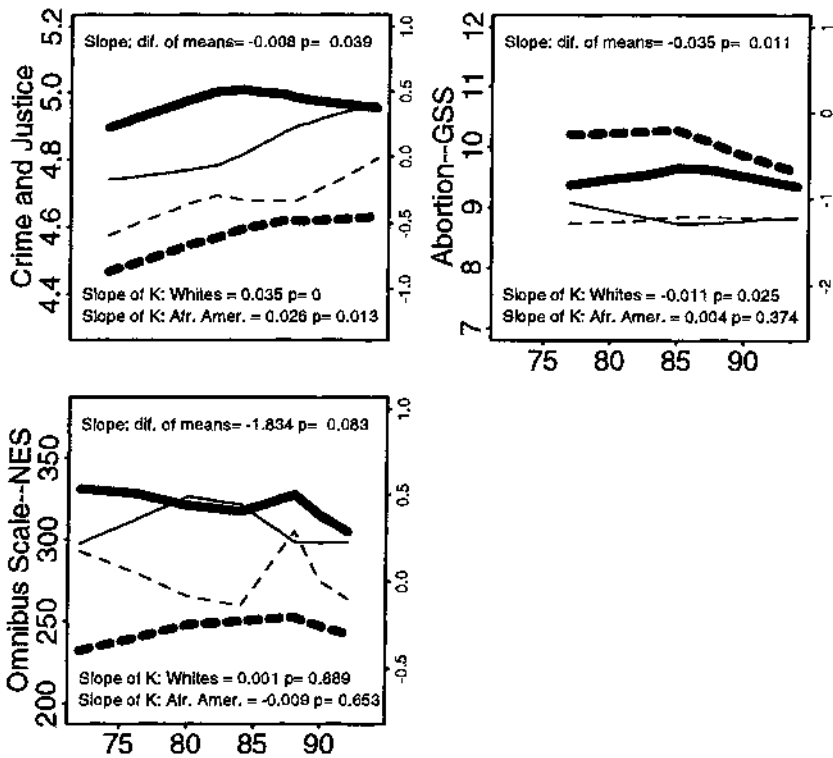 Crime and Justice
5.2
5.0
4.8
4.6
4.4
Slope: dif. of means= -0.008 p= 0.039
Slope of K: Whites = 0.035 p= 0
Slope of K: Afr. Amer. = 0.026 p= 0.013
1.0
0.5
0.0
-0.5
-1.0
Abortion--GSS
12
11
10
9
8
7
Slope: dif. of means= -0.035 p= 0.011
Slope of K: Whites = -0.011 p= 0.025
Slope of K: Afr. Amer. = 0.004 p= 0.374
1
0
-1
-2
75 80 85 90
Omnibus Scale--NES
350
300
250
200
Slope: dif. of means= -1.834 p= 0.083
Slope of K: Whites = 0.001 p= 0.889
Slope of K: Afr. Amer. = -0.009 p= 0.653
1.0
0.5
0.0
-0.5
75 80 85 90